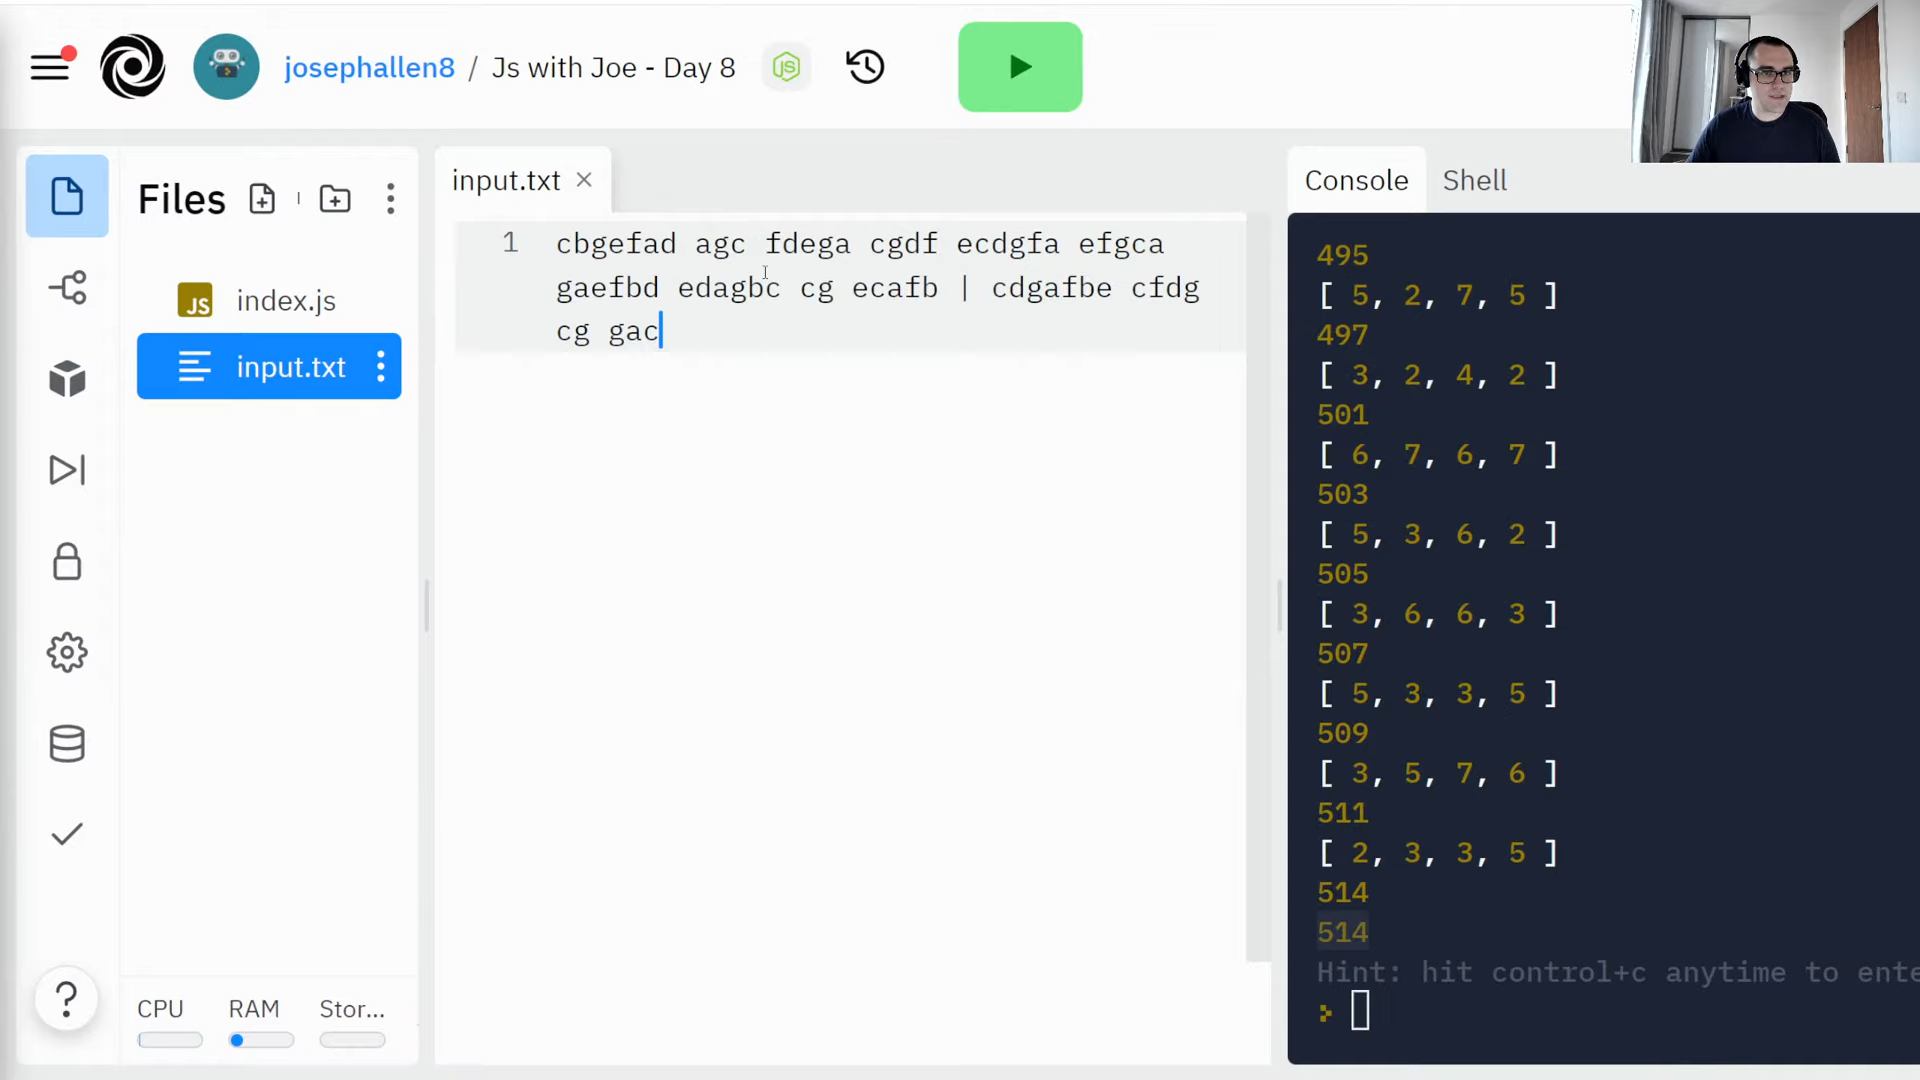 josephallen8 / Js with Joe - Day 8
Files
index.js
input.txt
CPU RAM Stor...
input.txt
1 cbgefad agc fdega cgdf ecdgfa efgca
gaefbd edagbc cg ecafb | cdgafbe cfdg
cg gac
Console Shell
495
[ 5, 2, 7, 5 ]
497
[ 3, 2, 4, 2 ]
501
[ 6, 7, 6, 7 ]
503
[ 5, 3, 6, 2 ]
505
[ 3, 6, 6, 3 ]
507
[ 5, 3, 3, 5 ]
509
[ 3, 5, 7, 6 ]
511
[ 2, 3, 3, 5 ]
514
514
Hint: hit control+c anytime to ente